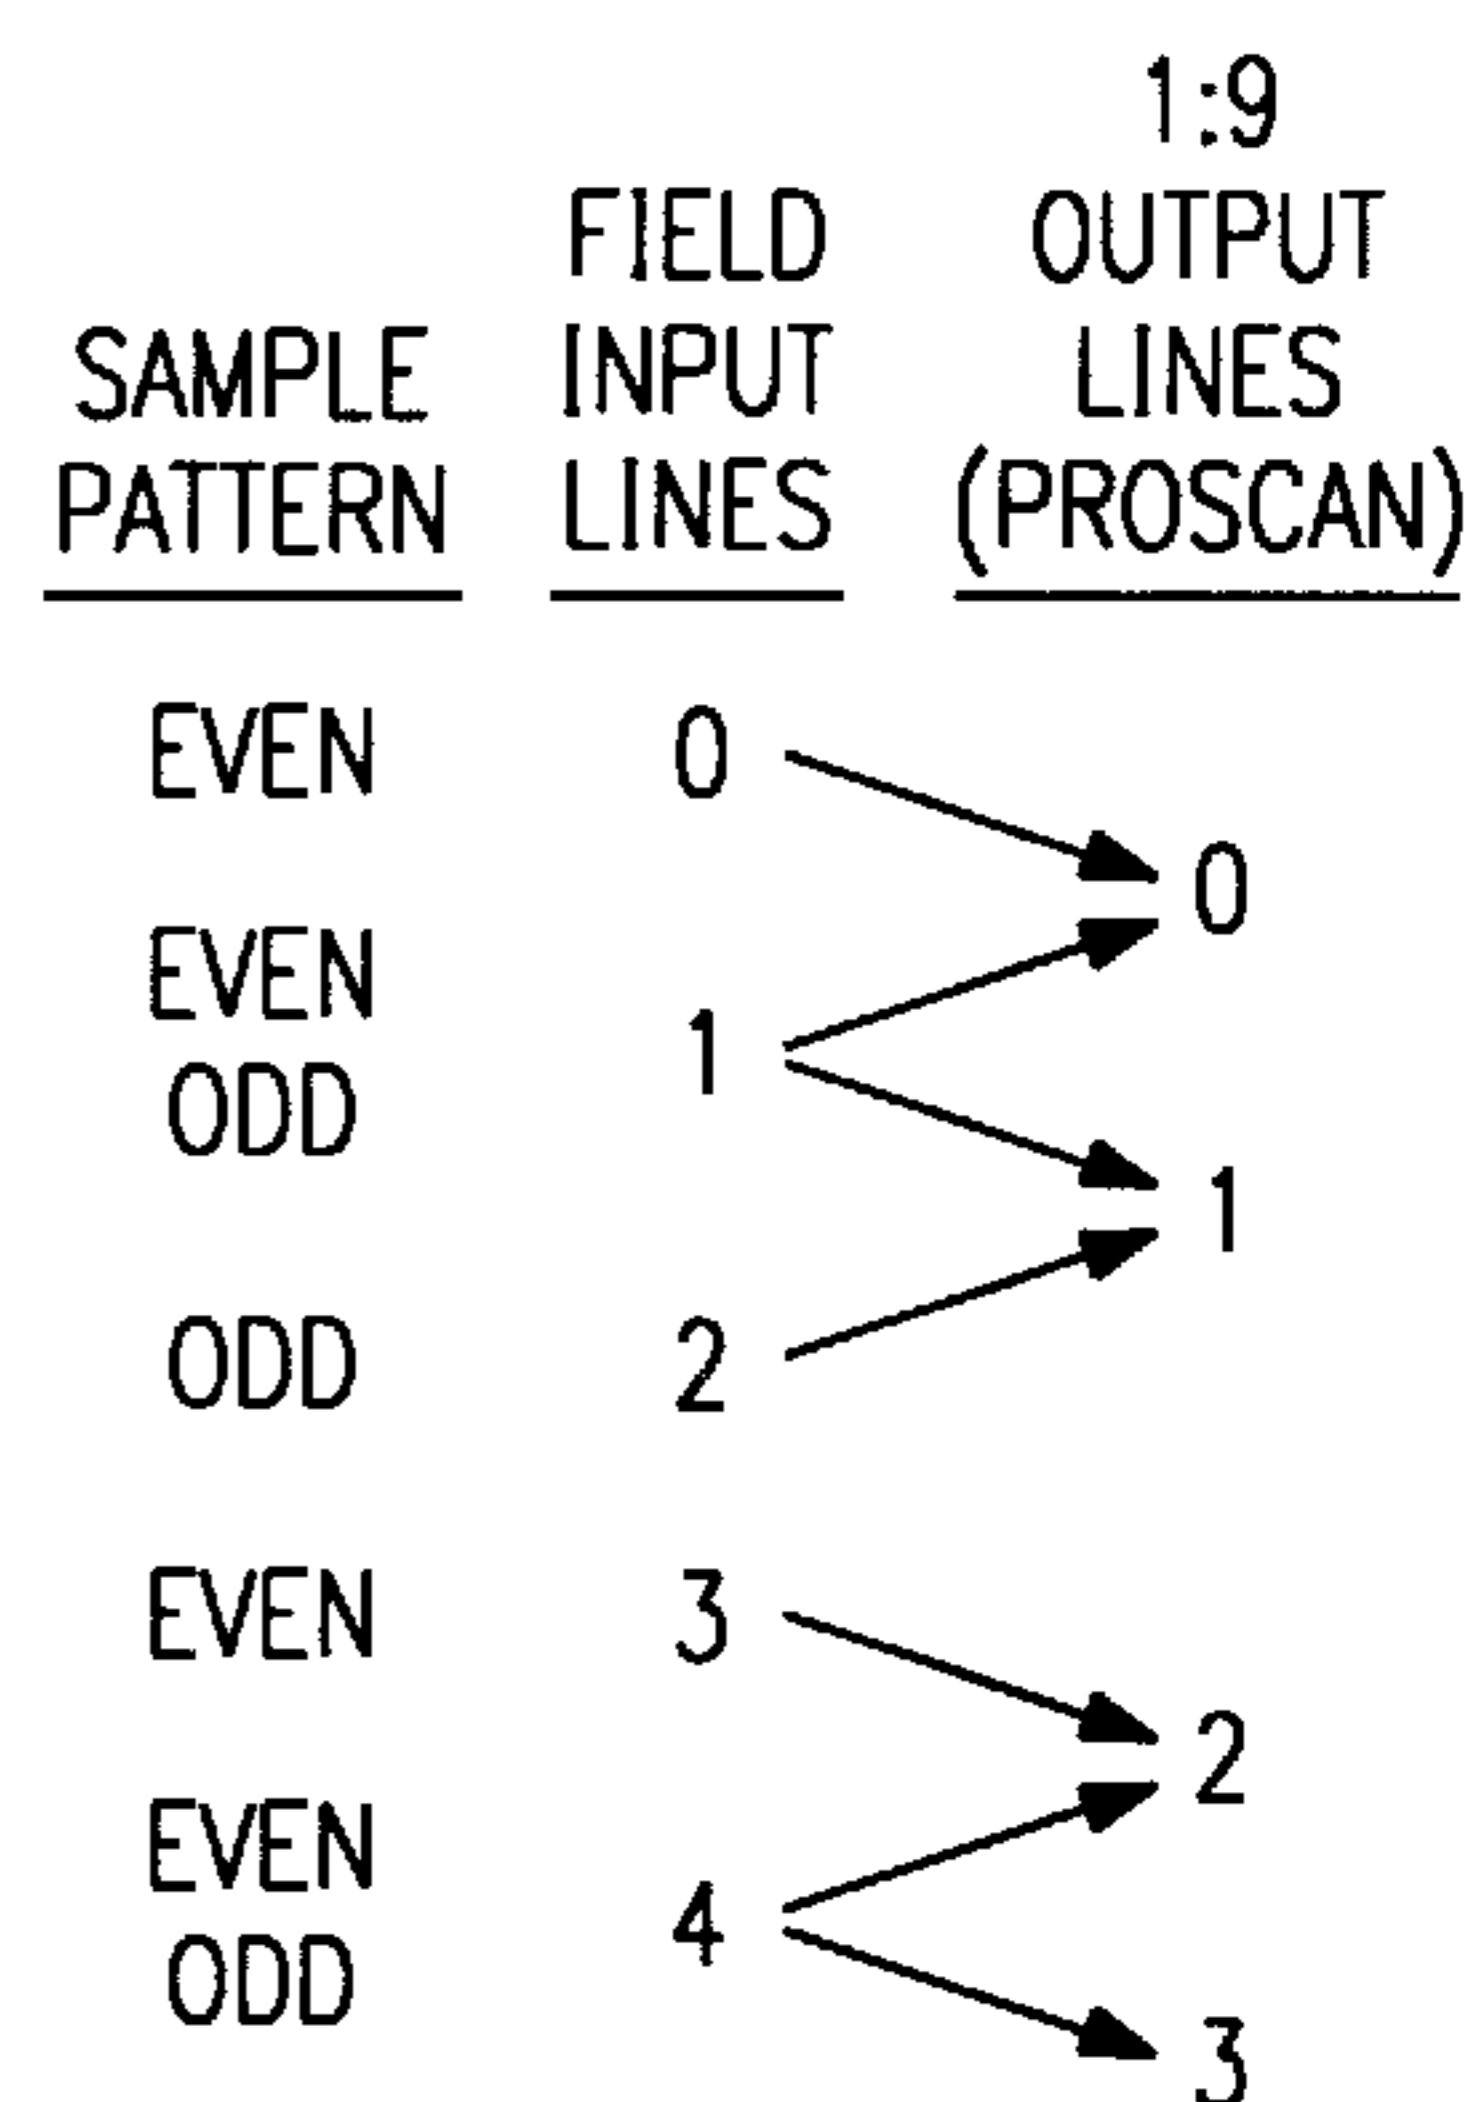 1:9
FIELD OUTPUT
SAMPLE INPUT LINES
PATTERN LINES (PROSCAN)
EVEN 0
0
EVEN
1
ODD
1
ODD 2
EVEN 3
2
EVEN
4
ODD
3